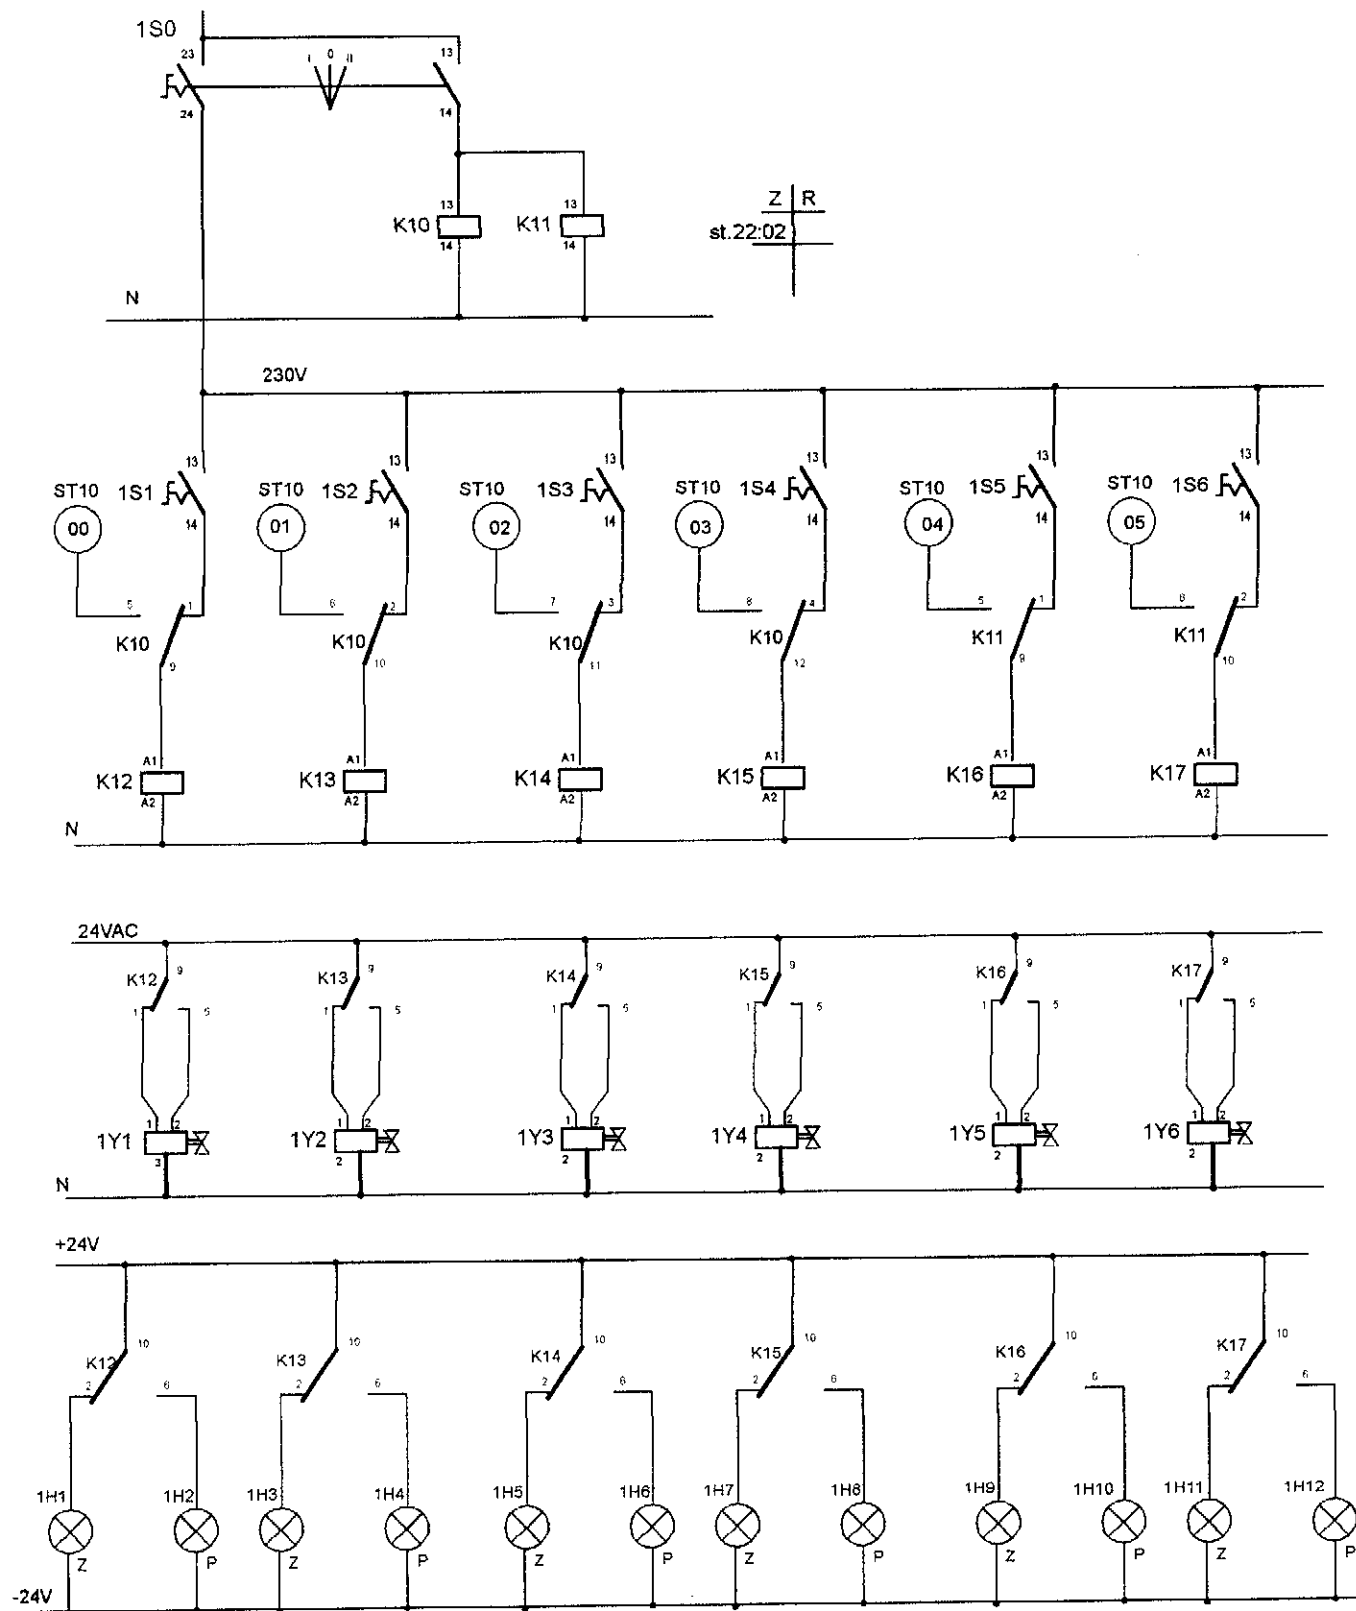 1S0
23
I 0 II
13
24
14
13 13
K10 K11
14 14
Z R
st.22:02
N
230V
13 13 13 13 13 13
ST10 1S1 ST10 1S2 ST10 1S3 ST10 1S4 ST10 1S5 ST10 1S6
00 01 02 03 04 05
14 14 14 14 14 14
5 1 6 2 7 3 8 4 5 1 6 2
K10 K10 K10 K10 K11 K11
9 10 11 12 9 10
A1 A1 A1 A1 A1 A1
K12 K13 K14 K15 K16 K17
A2 A2 A2 A2 A2 A2
N
24VAC
K12 9 K13 9 K14 9 K15 9 K16 9 K17 9
1 5 1 5 1 5 1 5 1 5 1 5
1 2 1 2 1 2 1 2 1 2 1 2
1Y1 1Y2 1Y3 1Y4 1Y5 1Y6
3 2 2 2 2 2
N
+24V
10 10 10 10 10 10
K12 K13 K14 K15 K16 K17
2 6 2 6 2 6 2 6 2 6 2 6
1H1 1H2 1H3 1H4 1H5 1H6 1H7 1H8 1H9 1H10 1H11 1H12
Z P Z P Z P Z P Z P Z P
-24V